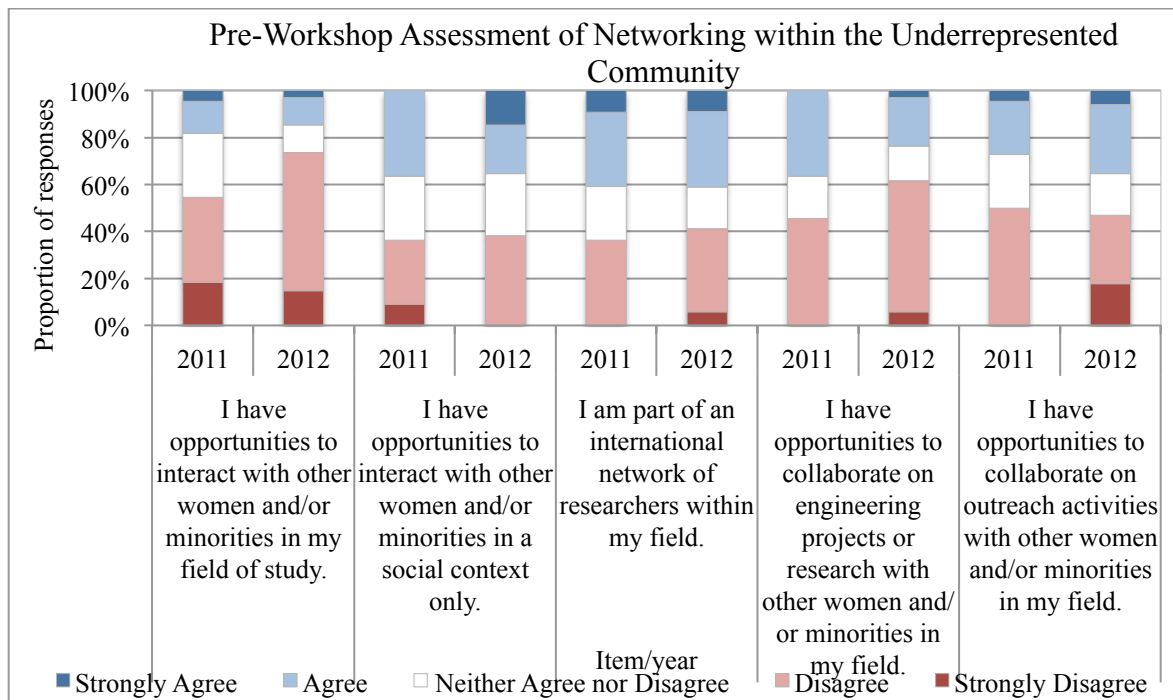 Pre-Workshop Assessment of Networking within the Underrepresented
Community
Proportion of responses
100%
80%
60%
40%
20%
0%
2011 2012 2011 2012 2011 2012 2011 2012 2011 2012
I have
opportunities to
interact with other
women and/or
minorities in my
field of study.
I have
opportunities to
interact with other
women and/or
minorities in a
social context
only.
I am part of an
international
network of
researchers within
my field.
I have
opportunities to
collaborate on
engineering
projects or
research with
other women and/
or minorities in
my field.
I have
opportunities to
collaborate on
outreach activities
with other women
and/or minorities
in my field.
Item/year
Strongly Agree Agree Neither Agree nor Disagree Disagree Strongly Disagree